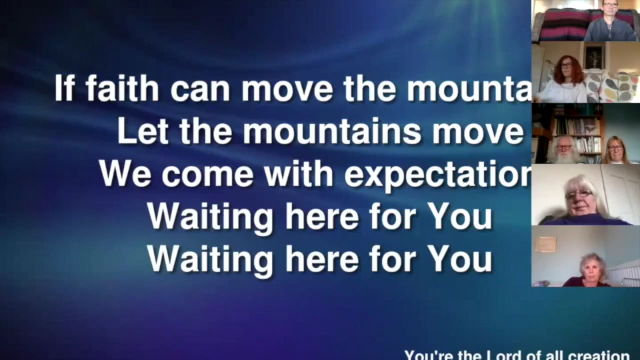 If faith can move the mounta
Let the mountains move
We come with expectation
Waiting here for You
Waiting here for You
You're the Lord of all creation